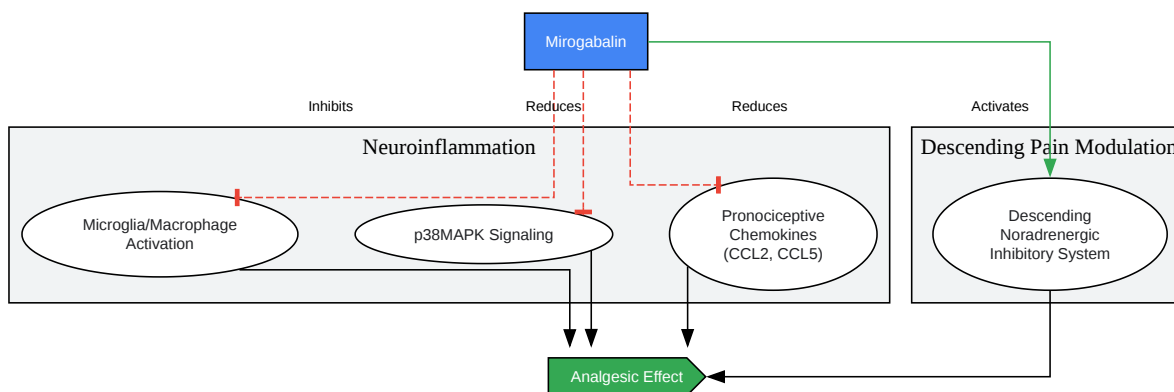 Mirogabalin
Inhibits
Reduces
Reduces
Activates
Neuroinflammation
Descending Pain Modulation
Microglia/Macrophage
Activation
p38MAPK Signaling
Pronociceptive
Chemokines
(CCL2, CCL5)
Descending
Noradrenergic
Inhibitory System
Analgesic Effect